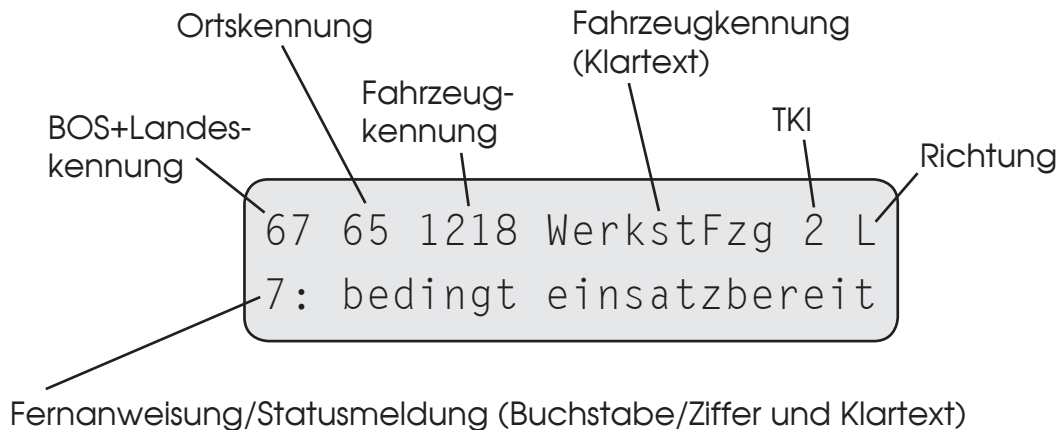 Ortskennung
Fahrzeugkennung
(Klartext)
Fahrzeug-
kennung
BOS+Landes-
kennung
TKI
Richtung
67 65 1218 WerkstFzg 2 L
7: bedingt einsatzbereit
Fernanweisung/Statusmeldung (Buchstabe/Ziffer und Klartext)